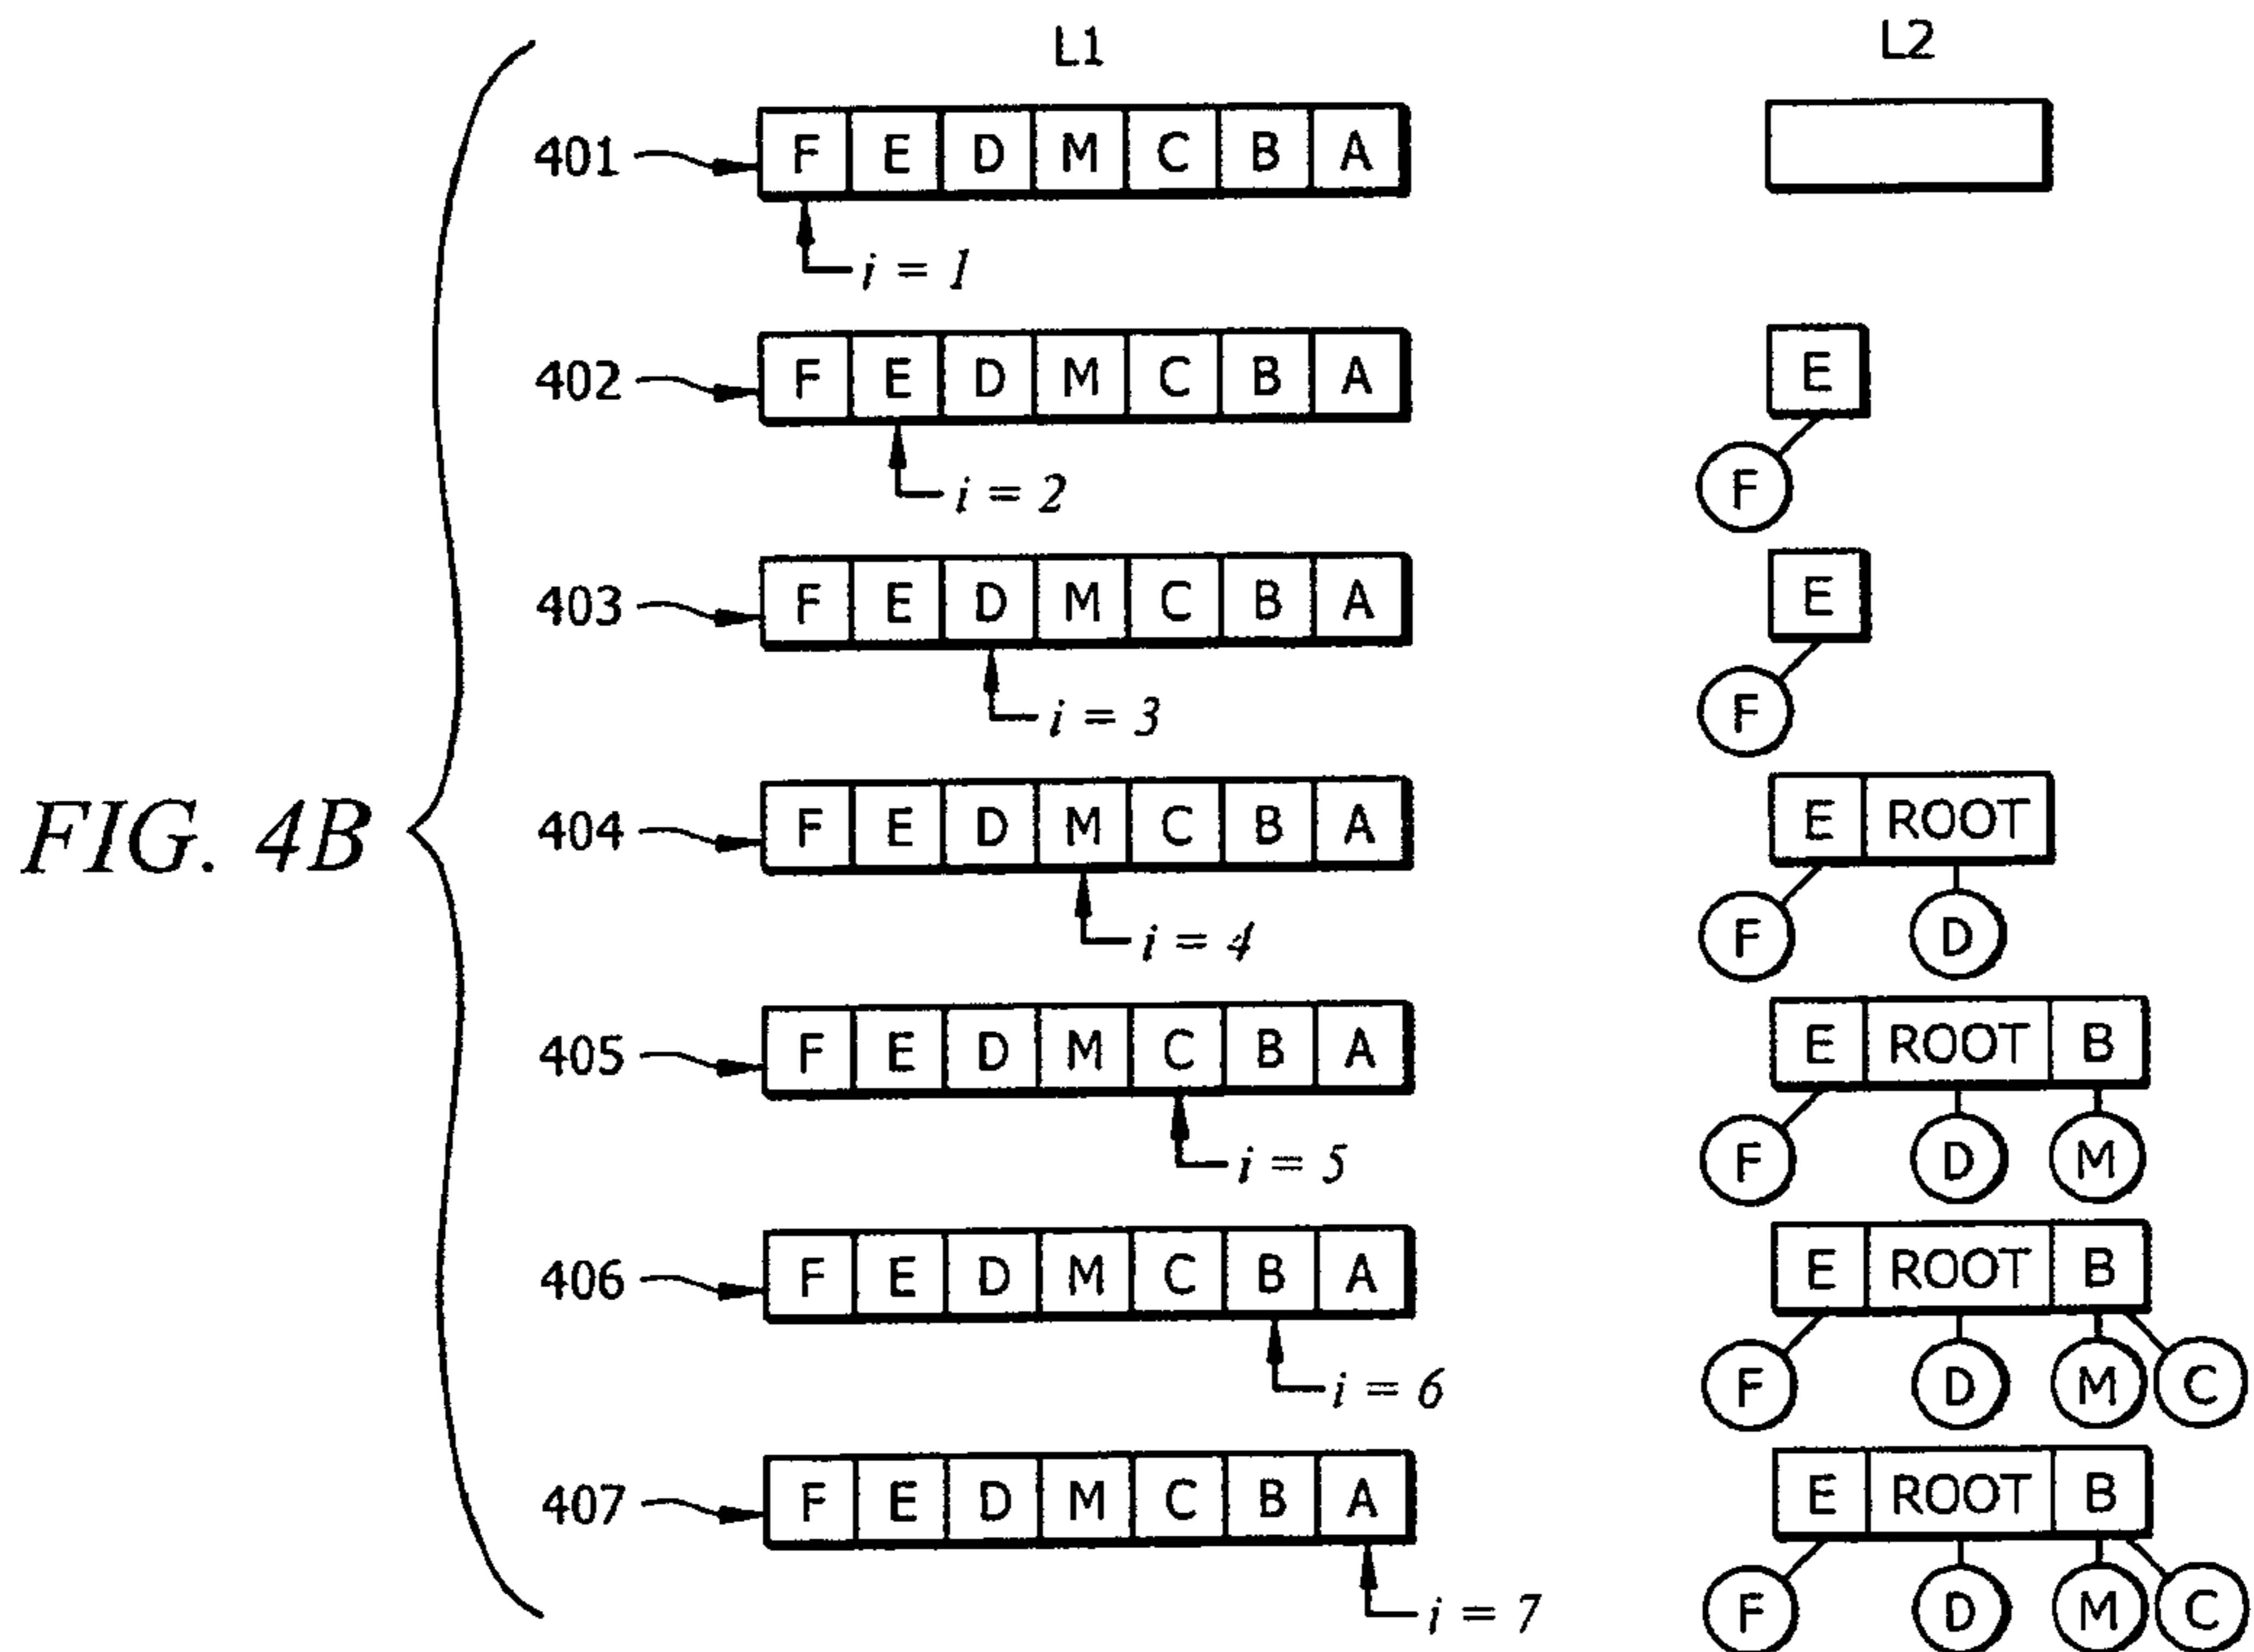 L1 L2
401 F E D M C B A
i = 1
402 F E D M C B A E
i = 2 F
403 F E D M C B A E
i = 3 F
FIG. 4B
404 F E D M C B A E ROOT
i = 4 F D
405 F E D M C B A E ROOT B
i = 5 F D M
406 F E D M C B A E ROOT B
i = 6 F D M C
407 F E D M C B A E ROOT B
i = 7 F D M C